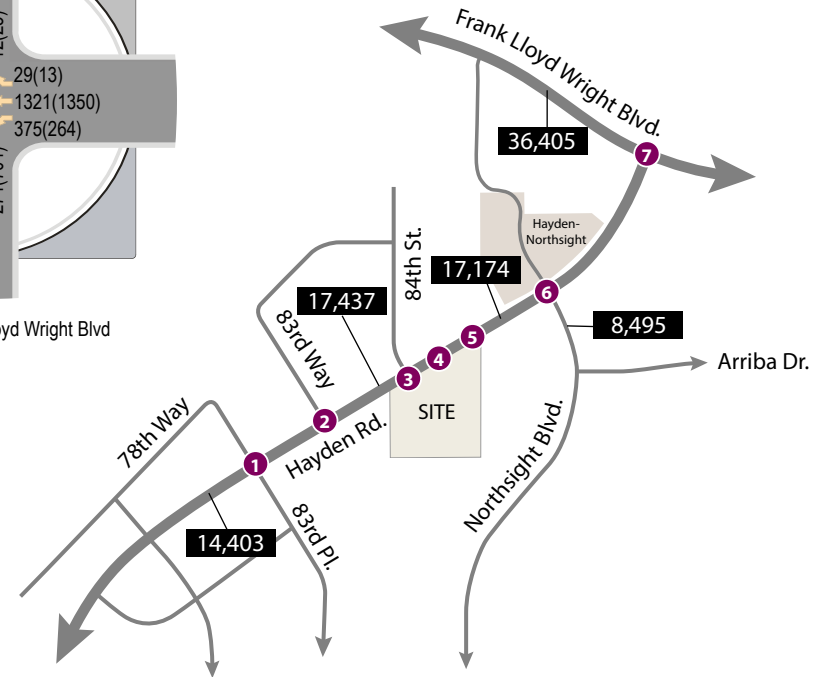 29(13)
1321(1350)
375(264)
oyd Wright Blvd
Frank Lloyd Wright Blvd.
36,405
7
Hayden-
Northsight
84th St.
17,174
6
17,437
8,495
83rd Way
5
4
3
Arriba Dr.
SITE
2
Hayden Rd.
78th Way
1
Northsight Blvd.
83rd Pl.
14,403